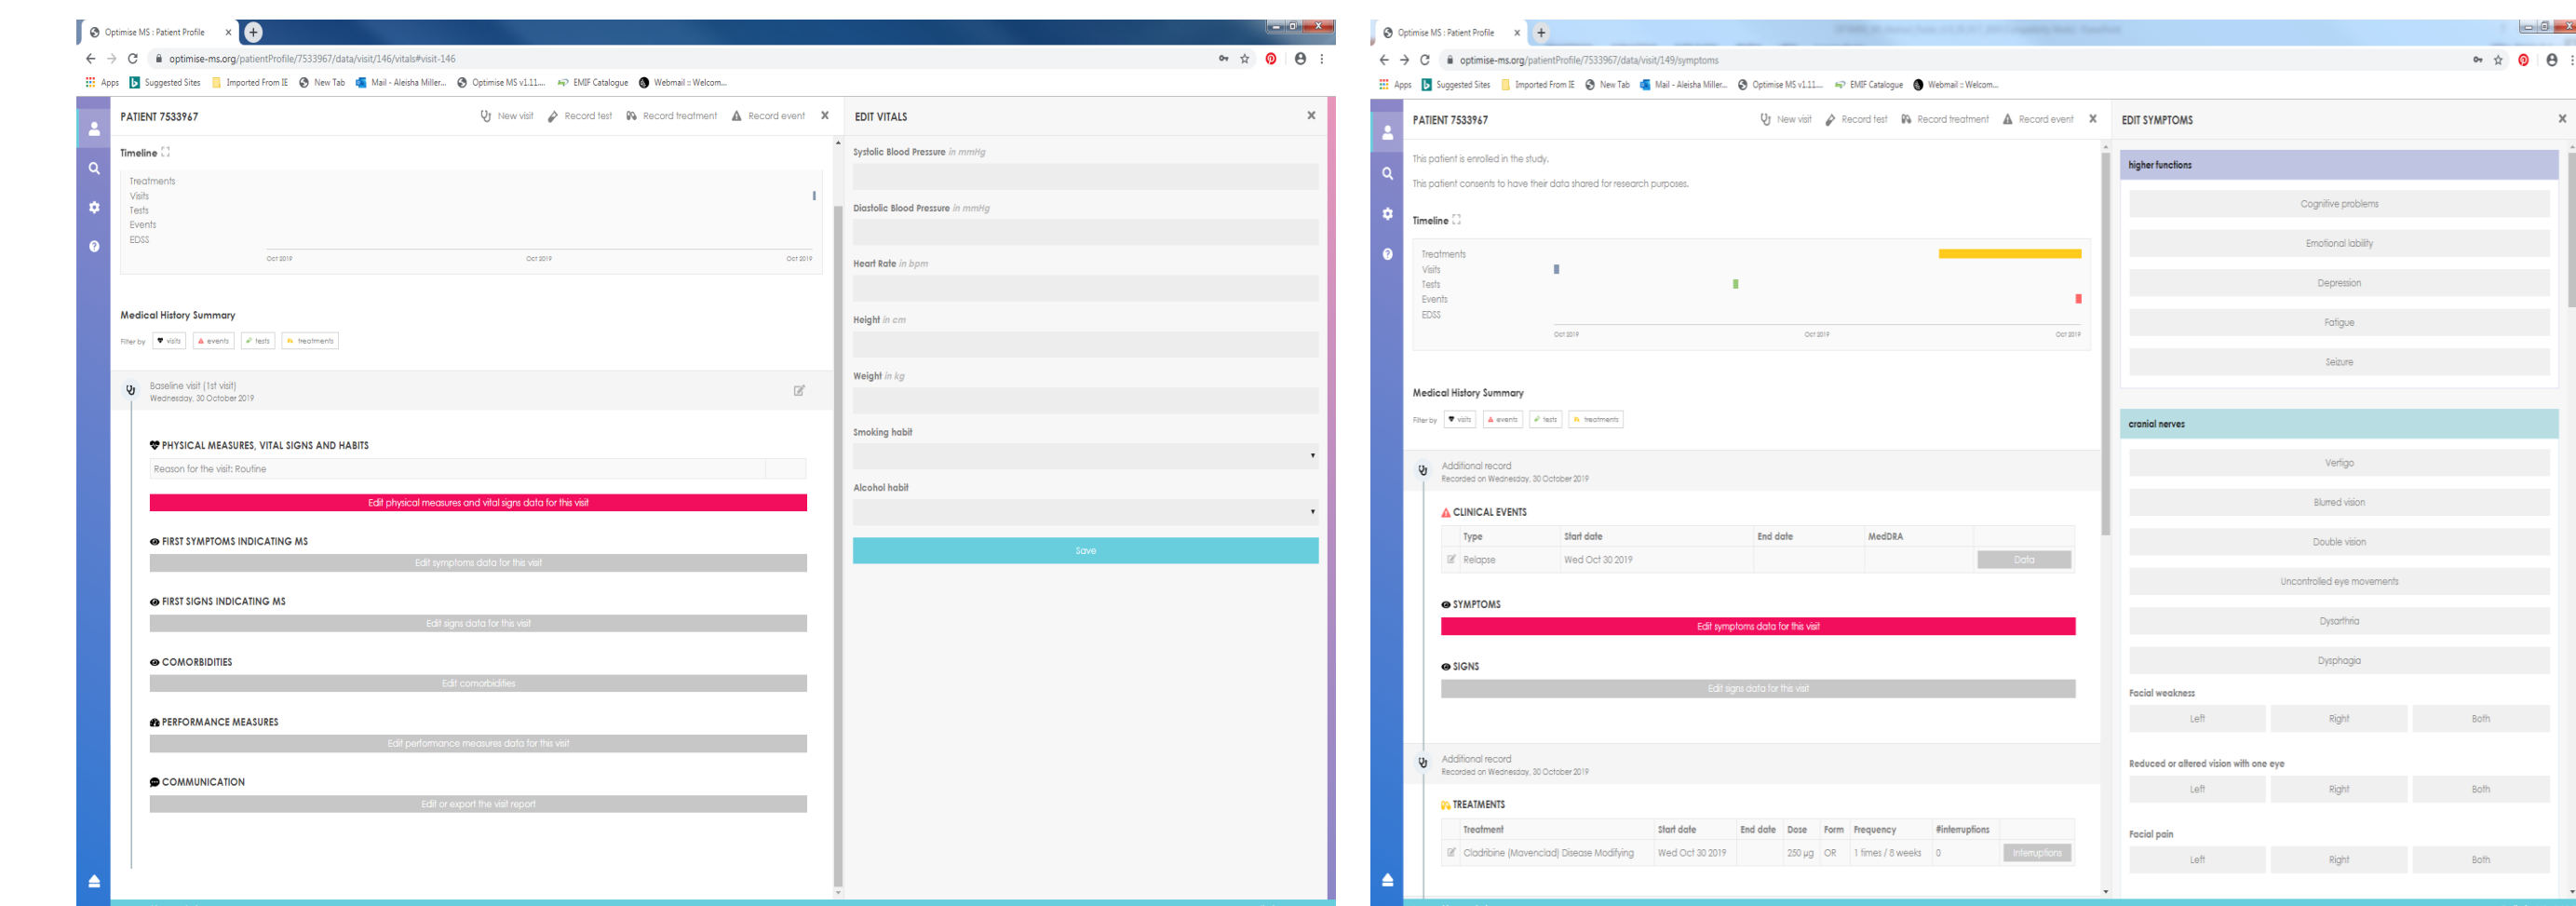 Optimise MS : Patient Profile
optimise-ms.org/patientProfile/7533967/data/visit/146/vitals#visit-146
Apps Suggested Sites Imported From IE New Tab Mail - Aleisha Miller... Optimise MS v1.11.... EMIF Catalogue Webmail :: Welcom...
PATIENT 7533967 New visit Record test Record treatment Record event
Timeline
Treatments
Visits
Tests
Events
EDSS
Oct 2019 Oct 2019 Oct 2019
Medical History Summary
Filter by visits events tests treatments
Baseline visit (1st visit)
Wednesday, 30 October 2019
PHYSICAL MEASURES, VITAL SIGNS AND HABITS
Reason for the visit: Routine
Edit physical measures and vital signs data for this visit
FIRST SYMPTOMS INDICATING MS
Edit symptoms data for this visit
FIRST SIGNS INDICATING MS
Edit signs data for this visit
COMORBIDITIES
Edit comorbidities
PERFORMANCE MEASURES
Edit performance measures data for this visit
COMMUNICATION
Edit or export the visit report
EDIT VITALS
Systolic Blood Pressure in mmHg
Diastolic Blood Pressure in mmHg
Heart Rate in bpm
Height in cm
Weight in kg
Smoking habit
Alcohol habit
Save
Optimise MS : Patient Profile
optimise-ms.org/patientProfile/7533967/data/visit/149/symptoms
Apps Suggested Sites Imported From IE New Tab Mail - Aleisha Miller... Optimise MS v1.11.... EMIF Catalogue Webmail :: Welcom...
PATIENT 7533967 New visit Record test Record treatment Record event
This patient is enrolled in the study.
This patient consents to have their data shared for research purposes.
Timeline
Treatments
Visits
Tests
Events
EDSS
Oct 2019 Oct 2019 Oct 2019
Medical History Summary
Filter by visits events tests treatments
Additional record
Recorded on Wednesday, 30 October 2019
CLINICAL EVENTS
Type Start date End date MedDRA
Relapse Wed Oct 30 2019 Data
SYMPTOMS
Edit symptoms data for this visit
SIGNS
Edit signs data for this visit
Additional record
Recorded on Wednesday, 30 October 2019
TREATMENTS
Treatment Start date End date Dose Form Frequency #interruptions
Cladribine (Mavenclad) Disease Modifying Wed Oct 30 2019 250 µg OR 1 times / 8 weeks 0 Interruptions
EDIT SYMPTOMS
higher functions
Cognitive problems
Emotional lability
Depression
Fatigue
Seizure
cranial nerves
Vertigo
Blurred vision
Double vision
Uncontrolled eye movements
Dysarthria
Dysphagia
Facial weakness
Left Right Both
Reduced or altered vision with one eye
Left Right Both
Facial pain
Left Right Both